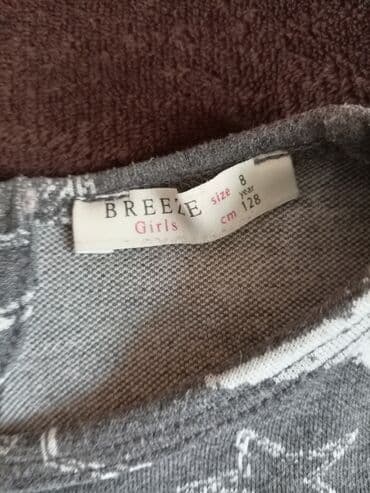 BREEZE
Girls
size 8 year
cm 128